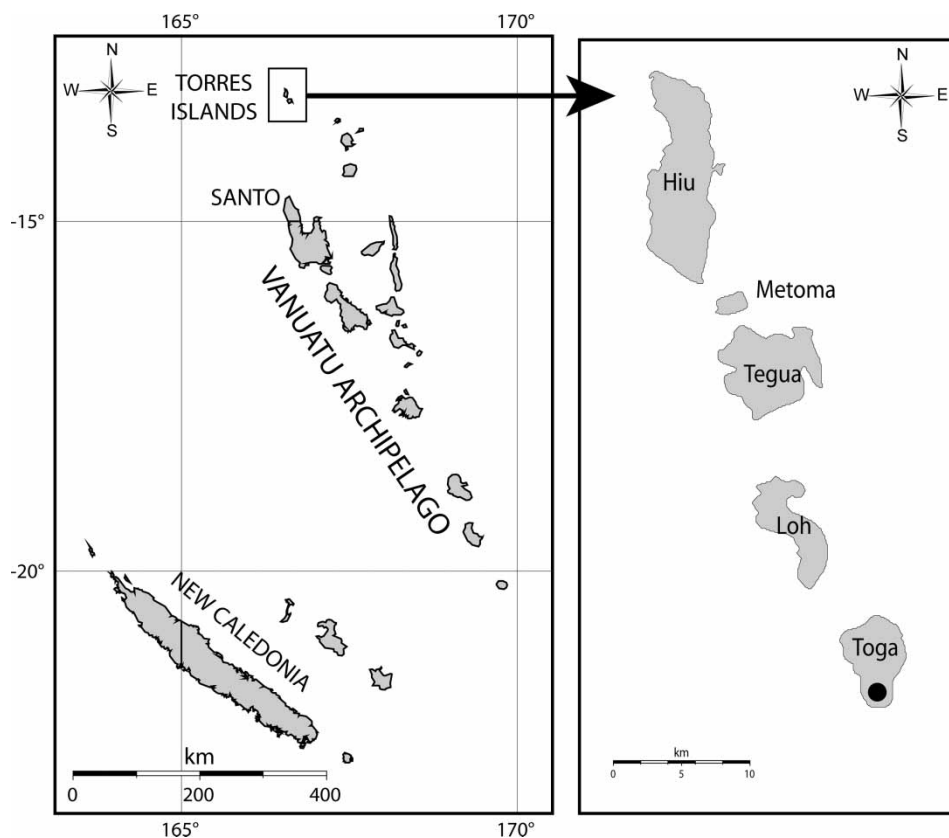 165°
170°
N
W E
S
TORRES
ISLANDS
SANTO
-15°
VANUATU ARCHIPELAGO
-20°
NEW CALEDONIA
km
0 200 400
165°
170°
N
W E
S
Hiu
Metoma
Tegua
Loh
Toga
km
0 5 10